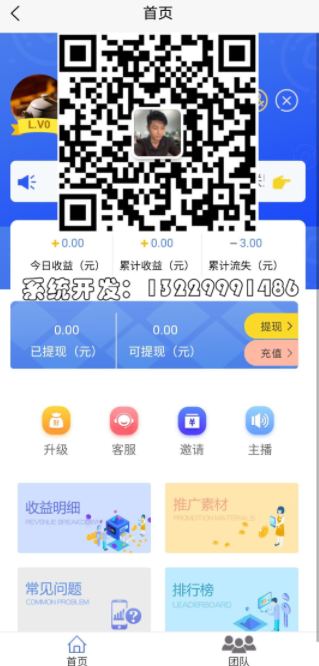 首页
L.V0
+0.00
+0.00
-3.00
今日收益（元）
累计收益（元）
累计流失（元）
系统开发：13229991486
0.00
0.00
提现 >
已提现（元）
可提现（元）
充值 >
升级
客服
邀请
主播
收益明细
REVENUE BREAKDOWN
推广素材
PROMOTION MATERIALS
常见问题
COMMON PROBLEM
排行榜
LEADERBOARD
首页
团队